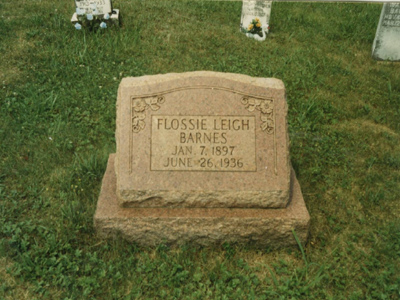 FLOSSIE LEIGH
BARNES
JAN. 7, 1897
JUNE 26, 1936